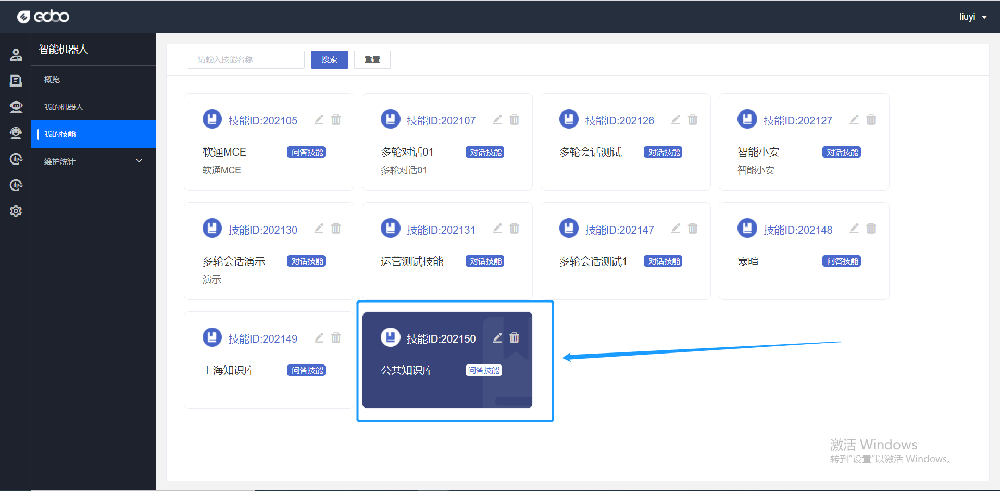 edoo
liuyi
智能机器人
概览
我的机器人
我的技能
维护统计
请输入技能名称
搜索
重置
技能ID:202105
软通MCE
问答技能
软通MCE
技能ID:202107
多轮对话01
对话技能
多轮对话01
技能ID:202126
多轮会话测试
对话技能
技能ID:202127
智能小安
对话技能
智能小安
技能ID:202130
多轮会话演示
对话技能
演示
技能ID:202131
运营测试技能
对话技能
技能ID:202147
多轮会话测试1
对话技能
技能ID:202148
寒暄
问答技能
技能ID:202149
上海知识库
问答技能
技能ID:202150
公共知识库
问答技能
激活 Windows
转到“设置”以激活 Windows。